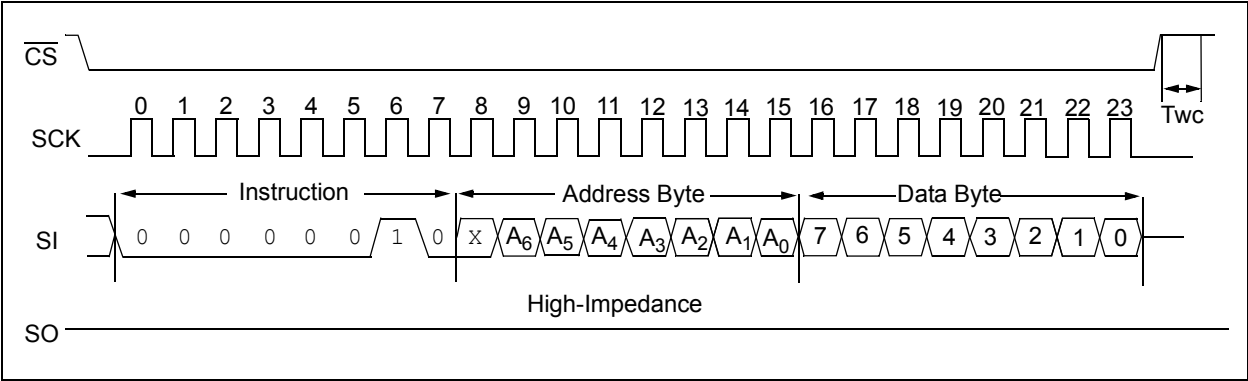 CS
0 1 2 3 4 5 6 7 8 9 10 11 12 13 14 15 16 17 18 19 20 21 22 23
Twc
SCK
Instruction Address Byte Data Byte
SI 0 0 0 0 0 0 1 0 X A6 A5 A4 A3 A2 A1 A0 7 6 5 4 3 2 1 0
High-Impedance
SO